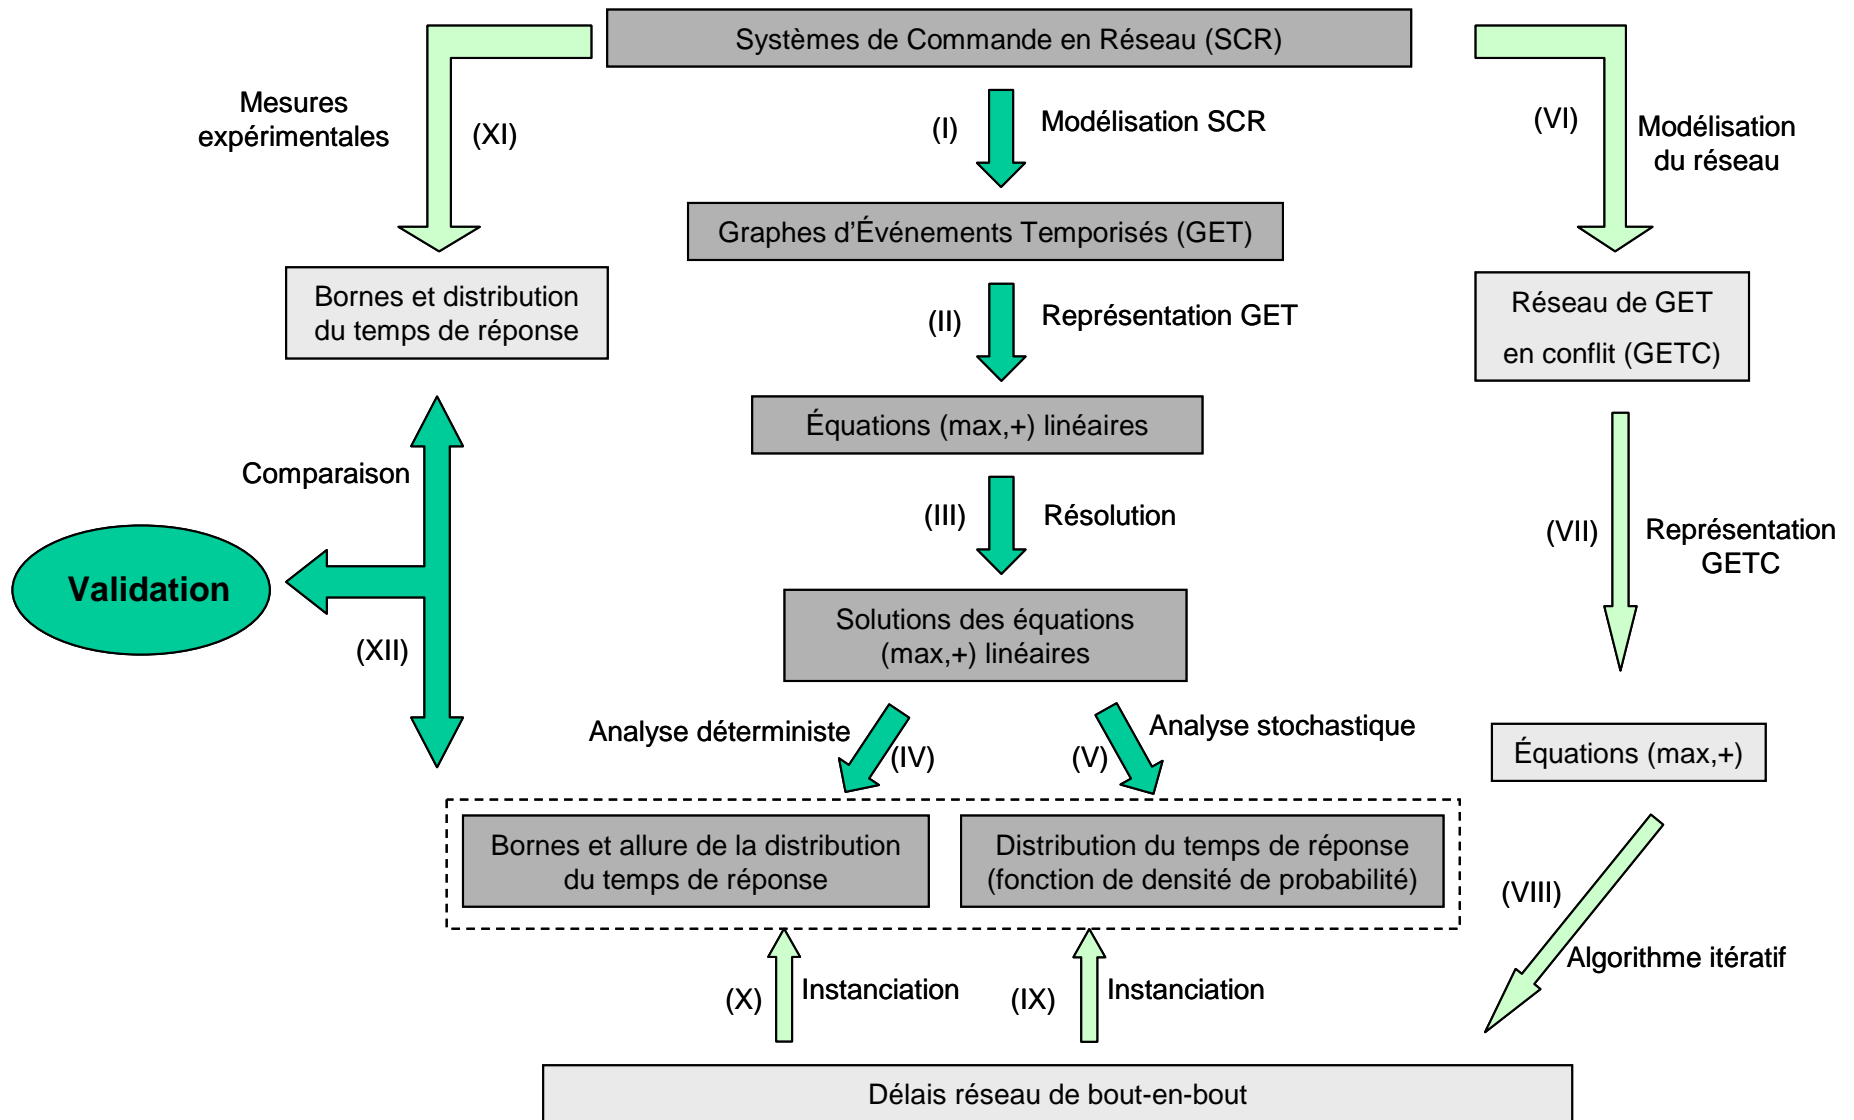 Systèmes de Commande en Réseau (SCR)
Mesures
expérimentales
(XI)
(I)
Modélisation SCR
(VI)
Modélisation
du réseau
Graphes d’Événements Temporisés (GET)
Bornes et distribution
du temps de réponse
(II)
Représentation GET
Réseau de GET
en conflit (GETC)
Équations (max,+) linéaires
Comparaison
(III)
Résolution
(VII)
Représentation
GETC
Validation
(XII)
Solutions des équations
(max,+) linéaires
Analyse déterministe
(IV)
(V)
Analyse stochastique
Équations (max,+)
Bornes et allure de la distribution
du temps de réponse
Distribution du temps de réponse
(fonction de densité de probabilité)
(VIII)
Algorithme itératif
(X)
Instanciation
(IX)
Instanciation
Délais réseau de bout-en-bout